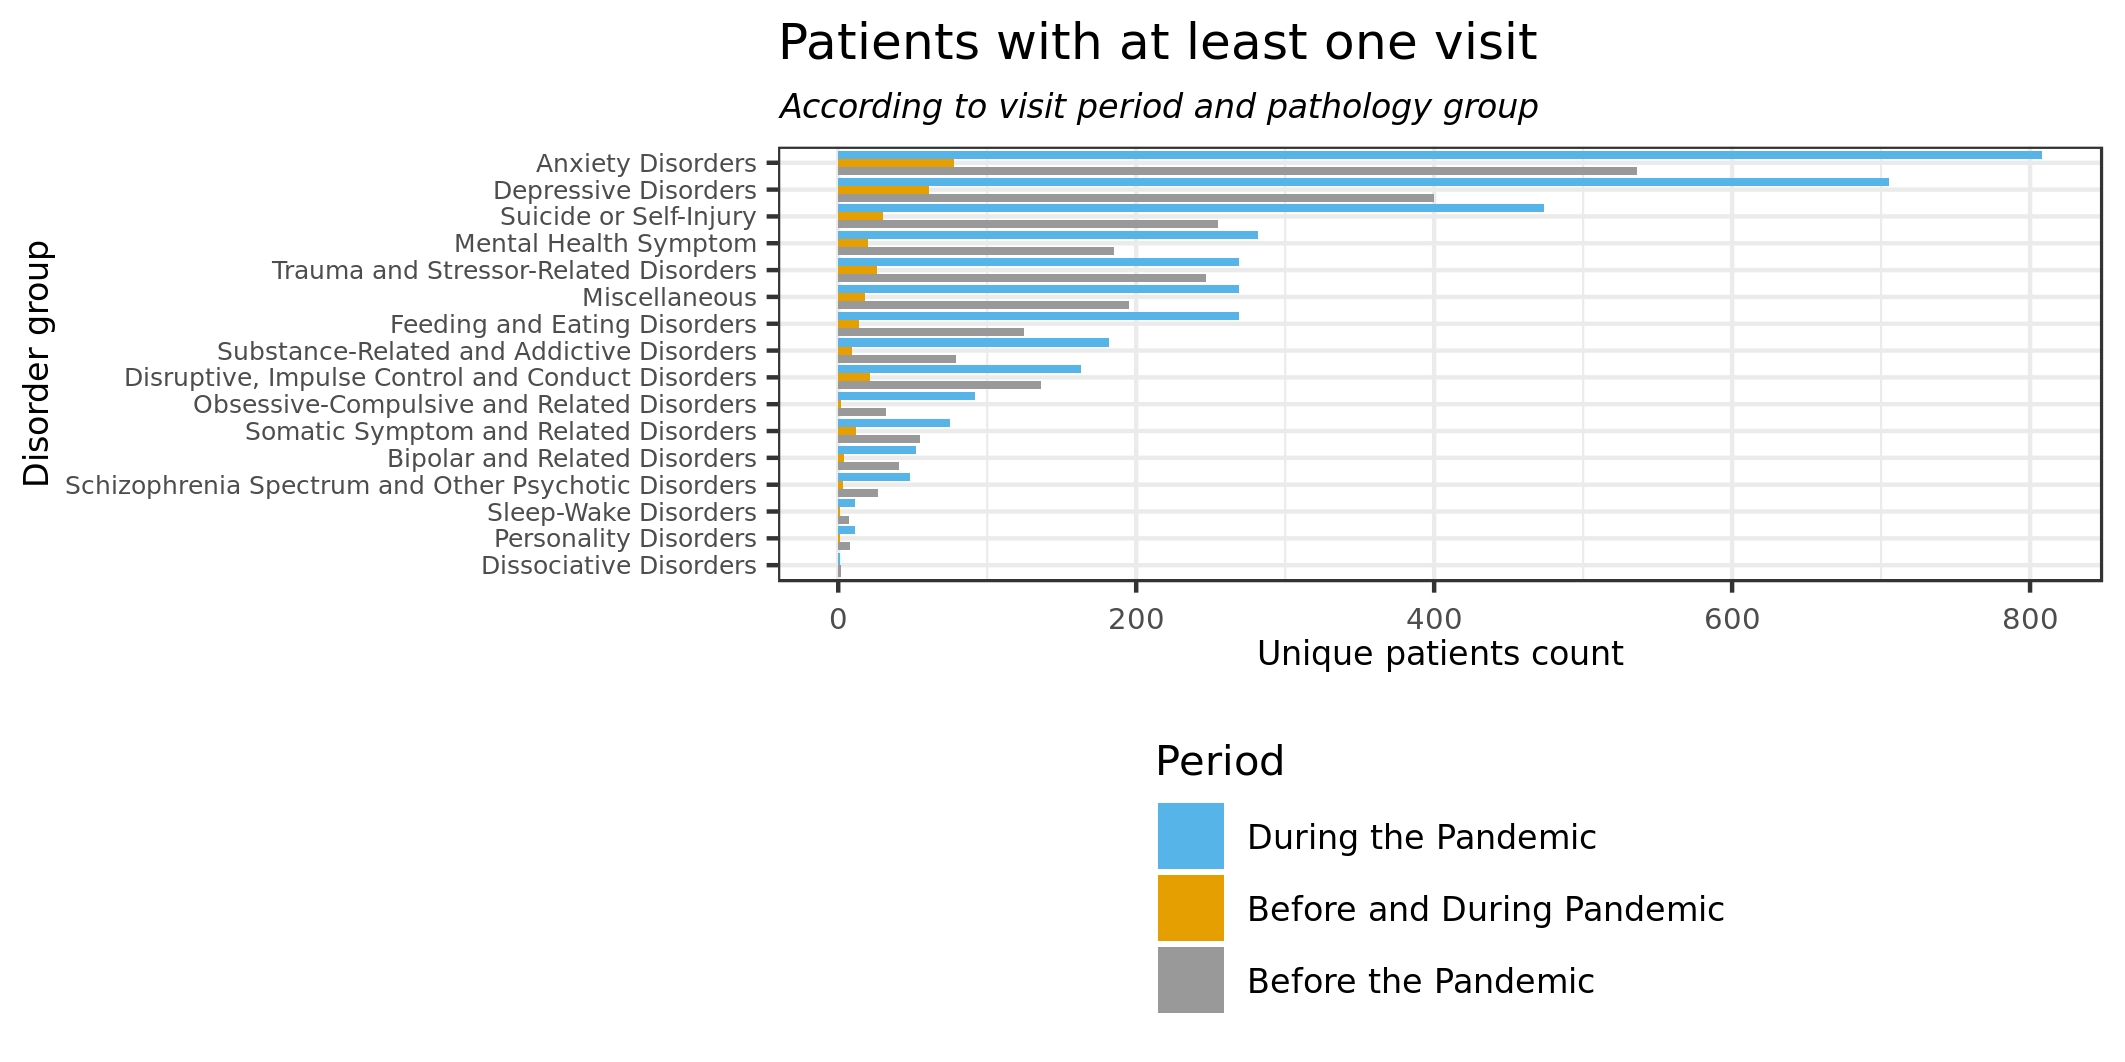 Patients with at least one visit
According to visit period and pathology group
Disorder group
Anxiety Disorders
Depressive Disorders
Suicide or Self-Injury
Mental Health Symptom
Trauma and Stressor-Related Disorders
Miscellaneous
Feeding and Eating Disorders
Substance-Related and Addictive Disorders
Disruptive, Impulse Control and Conduct Disorders
Obsessive-Compulsive and Related Disorders
Somatic Symptom and Related Disorders
Bipolar and Related Disorders
Schizophrenia Spectrum and Other Psychotic Disorders
Sleep-Wake Disorders
Personality Disorders
Dissociative Disorders
0 200 400 600 800
Unique patients count
Period
During the Pandemic
Before and During Pandemic
Before the Pandemic